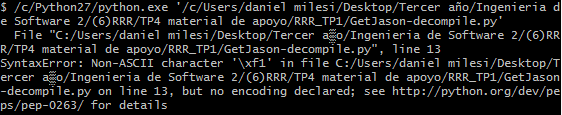 $ /c/Python27/python.exe '/c/Users/daniel milesi/Desktop/Tercer año/Ingenieria d
e Software 2/(6)RRR/TP4 material de apoyo/RRR_TP1/GetJason-decompile.py'
  File "C:/Users/daniel milesi/Desktop/Tercer a▒o/Ingenieria de Software 2/(6)RR
R/TP4 material de apoyo/RRR_TP1/GetJason-decompile.py", line 13
SyntaxError: Non-ASCII character '\xf1' in file C:/Users/daniel milesi/Desktop/T
ercer a▒o/Ingenieria de Software 2/(6)RRR/TP4 material de apoyo/RRR_TP1/GetJason
-decompile.py on line 13, but no encoding declared; see http://python.org/dev/pe
ps/pep-0263/ for details